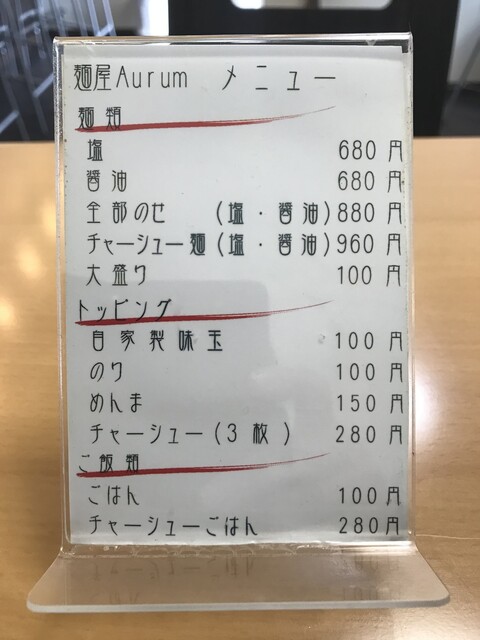 麺屋Aurum メニュー
麺類
塩 680円
醤油 680円
全部のせ (塩・醤油)880円
チャーシュー麺(塩・醤油)960円
大盛り 100円
トッピング
自家製味玉 100円
のり 100円
めんま 150円
チャーシュー(3枚) 280円
ご飯類
ごはん 100円
チャーシューごはん 280円